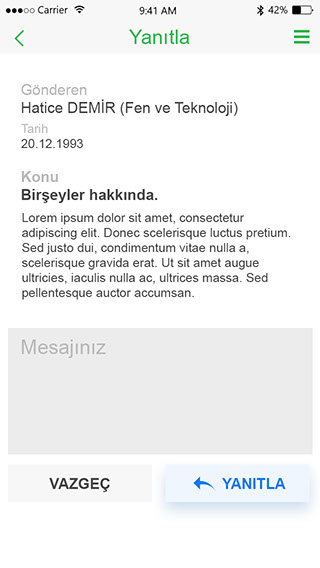 Carrier 9:41 AM 42%
Yanıtla
Gönderen
Hatice DEMİR (Fen ve Teknoloji)
Tarih
20.12.1993
Konu
Birşeyler hakkında.
Lorem ipsum dolor sit amet, consectetur
adipiscing elit. Donec scelerisque luctus pretium.
Sed justo dui, condimentum vitae nulla a,
scelerisque gravida erat. Ut sit amet augue
ultricies, iaculis nulla ac, ultrices massa. Sed
pellentesque auctor accumsan.
Mesajınız
VAZGEÇ YANITLA